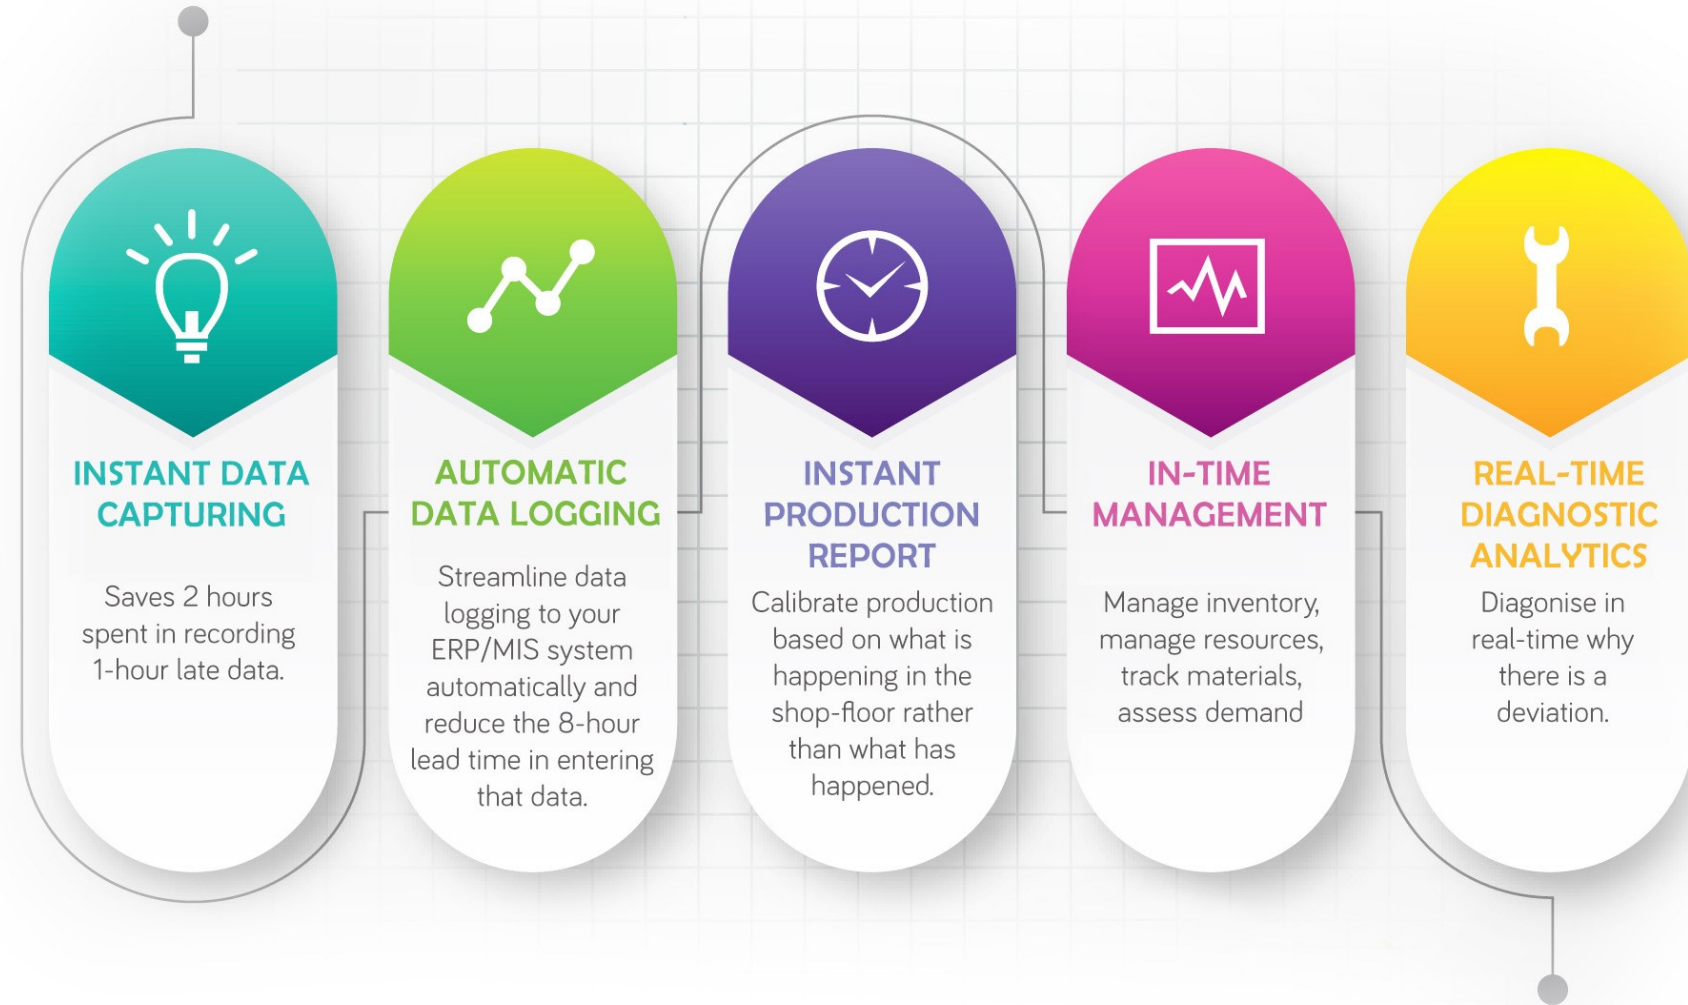 INSTANT DATA
CAPTURING
Saves 2 hours
spent in recording
1-hour late data.
AUTOMATIC
DATA LOGGING
Streamline data
logging to your
ERP/MIS system
automatically and
reduce the 8-hour
lead time in entering
that data.
INSTANT
PRODUCTION
REPORT
Calibrate production
based on what is
happening in the
shop-floor rather
than what has
happened.
IN-TIME
MANAGEMENT
Manage inventory,
manage resources,
track materials,
assess demand
REAL-TIME
DIAGNOSTIC
ANALYTICS
Diagonise in
real-time why
there is a
deviation.